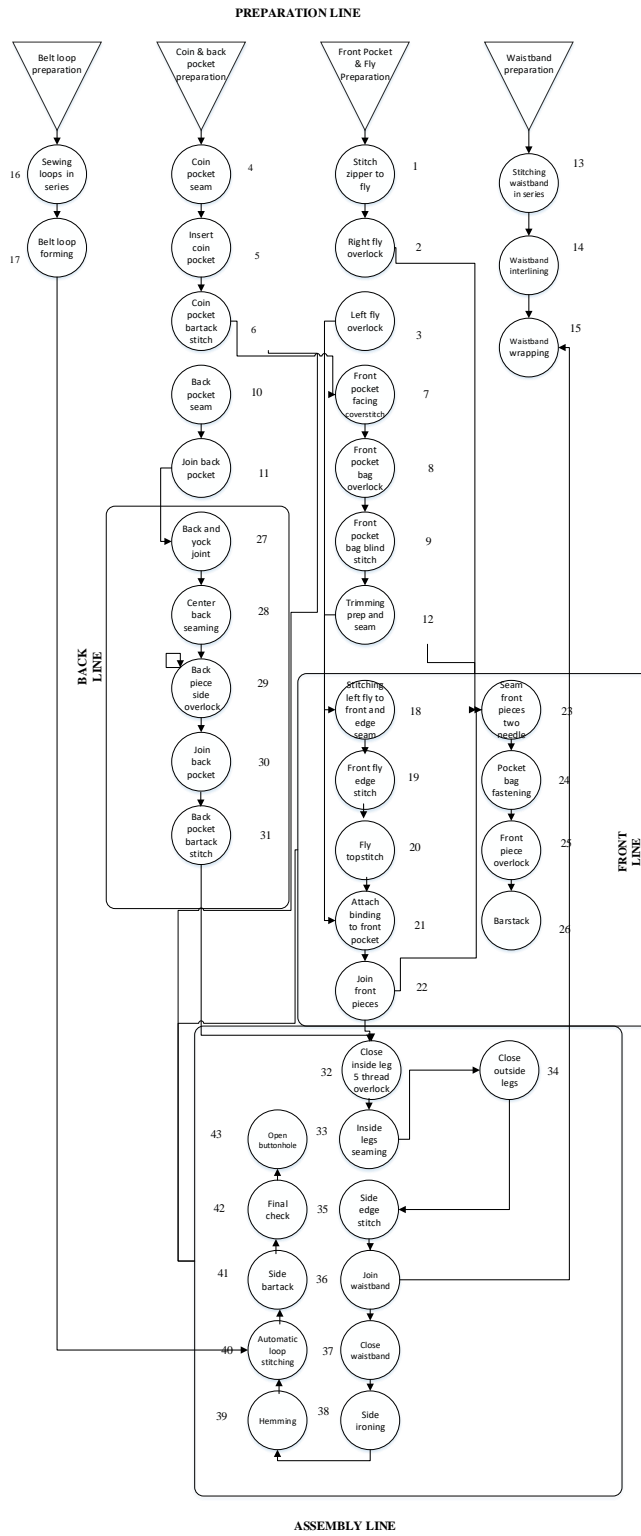 PREPARATION LINE
Belt loop
preparation
Coin & back
pocket
preparation
Front Pocket
& Fly
Preparation
Waistband
preparation
16
Sewing
loops in
series
17
Belt loop
forming
Coin
pocket
seam
4
Insert
coin
pocket
5
Coin
pocket
bartack
stitch
6
Back
pocket
seam
10
Join back
pocket
11
Stitch
zipper to
fly
1
Right fly
overlock
2
Left fly
overlock
3
Front
pocket
facing
coverstitch
7
Front
pocket
bag
overlock
8
Front
pocket
bag blind
stitch
9
Trimming
prep and
seam
12
13
Stitching
waistband
in series
14
Waistband
interlining
15
Waistband
wrapping
BACK
LINE
Back and
yock
joint
27
Center
back
seaming
28
Back
piece
side
overlock
29
Join
back
pocket
30
Back
pocket
bartack
stitch
31
FRONT
LINE
Stitching
left fly to
front and
edge
seam
18
Front fly
edge
stitch
19
Fly
topstitch
20
Attach
binding
to front
pocket
21
Join
front
pieces
22
Seam
front
pieces
two
needle
23
Pocket
bag
fastening
24
Front
piece
overlock
25
Barstack
26
32
Close
inside leg
5 thread
overlock
Close
outside
legs
34
43
Open
buttonhole
33
Inside
legs
seaming
42
Final
check
35
Side
edge
stitch
41
Side
bartack
36
Join
waistband
40
Automatic
loop
stitching
37
Close
waistband
39
Hemming
38
Side
ironing
ASSEMBLY LINE